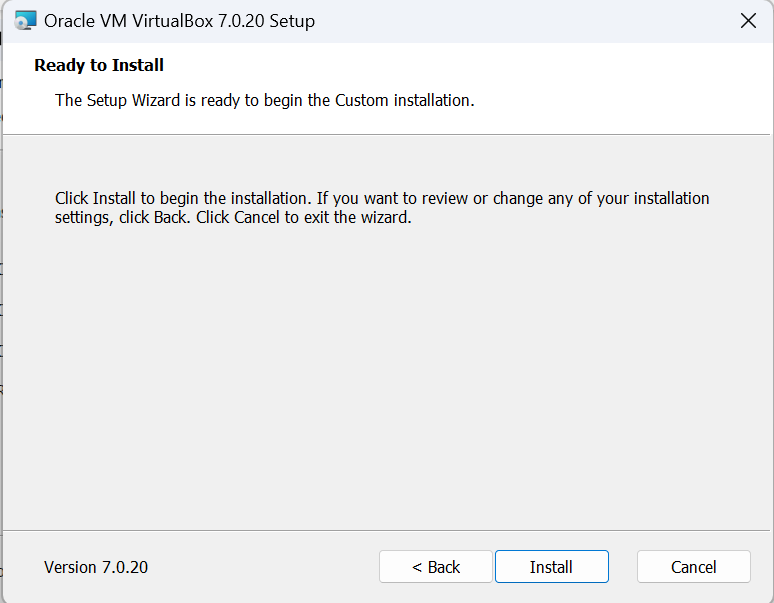 Oracle VM VirtualBox 7.0.20 Setup
Ready to Install
The Setup Wizard is ready to begin the Custom installation.
Click Install to begin the installation. If you want to review or change any of your installation
settings, click Back. Click Cancel to exit the wizard.
Version 7.0.20
< Back
Install
Cancel